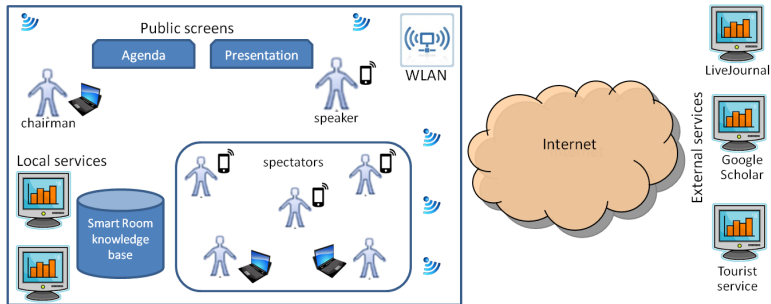 Public screens
Agenda
Presentation
WLAN
chairman
speaker
Local services
Smart Room
knowledge
base
spectators
Internet
External services
LiveJournal
Google
Scholar
Tourist
service